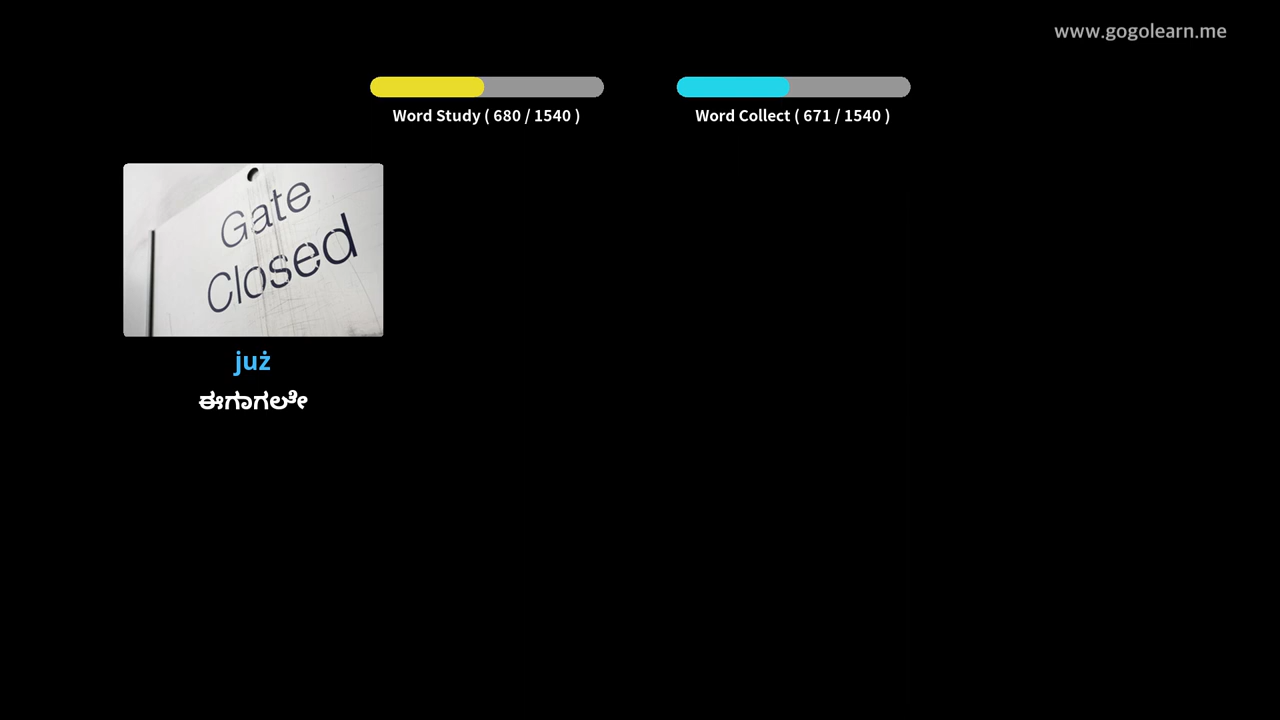 www.gogolearn.me
Word Study ( 680 / 1540 )
Word Collect ( 671 / 1540 )
Gate
Closed
już
ಈಗಾಗಲೇ